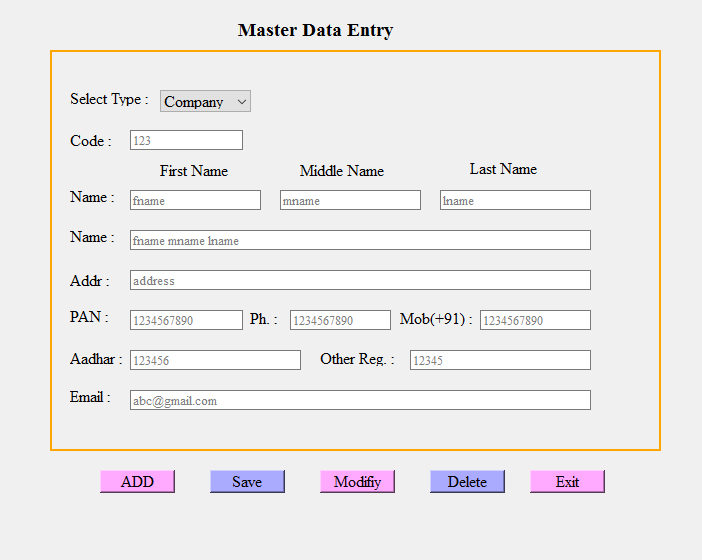 Master Data Entry
Select Type : Company
Code : 123
First Name Middle Name Last Name
Name : fname mname lname
Name : fname mname lname
Addr : address
PAN : 1234567890 Ph. : 1234567890 Mob(+91) : 1234567890
Aadhar : 123456 Other Reg. : 12345
Email : abc@gmail.com
ADD Save Modifiy Delete Exit